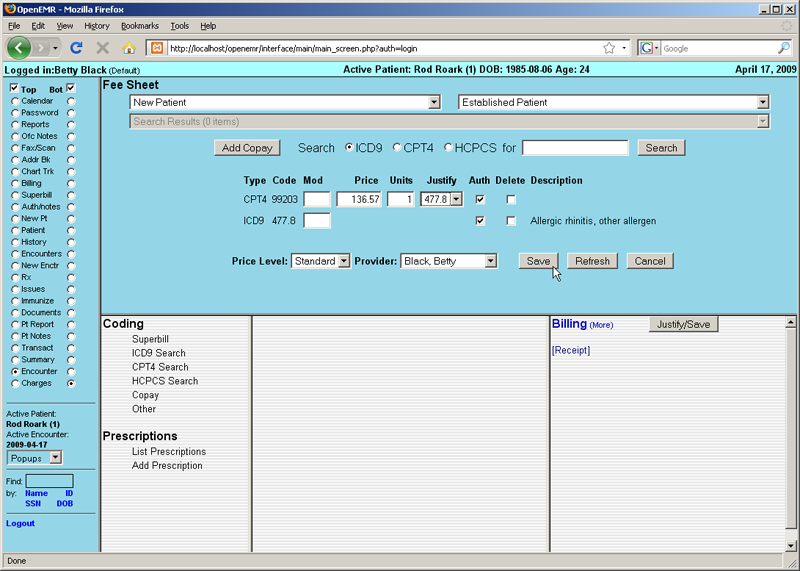 OpenEMR - Mozilla Firefox
File Edit View History Bookmarks Tools Help
http://localhost/openemr/interface/main/main_screen.php?auth=login
Google
Logged in:Betty Black (Default)
Active Patient: Rod Roark (1) DOB: 1985-08-06 Age: 24
April 17, 2009
Top Bot
Calendar
Password
Reports
Ofc Notes
Fax/Scan
Addr Bk
Chart Trk
Billing
Superbill
Auth/notes
New Pt
Patient
History
Encounters
New Enctr
Rx
Issues
Immunize
Documents
Pt Report
Pt Notes
Transact
Summary
Encounter
Charges
Active Patient:
Rod Roark (1)
Active Encounter:
2009-04-17
Popups
Find:
by: Name ID
SSN DOB
Logout
Fee Sheet
New Patient
Established Patient
Search Results (0 items)
Add Copay Search ICD9 CPT4 HCPCS for Search
Type Code Mod Price Units Justify Auth Delete Description
CPT4 99203 136.57 1 477.8
ICD9 477.8 Allergic rhinitis, other allergen
Price Level: Standard Provider: Black, Betty Save Refresh Cancel
Coding
Superbill
ICD9 Search
CPT4 Search
HCPCS Search
Copay
Other
Prescriptions
List Prescriptions
Add Prescription
Billing (More) Justify/Save
[Receipt]
Done